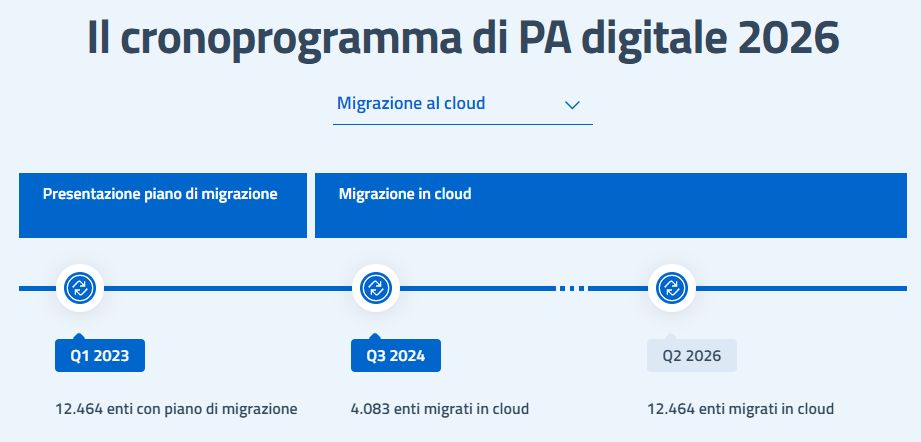 Il cronoprogramma di PA digitale 2026
Migrazione al cloud
Presentazione piano di migrazione
Migrazione in cloud
Q1 2023
Q3 2024
Q2 2026
12.464 enti con piano di migrazione
4.083 enti migrati in cloud
12.464 enti migrati in cloud